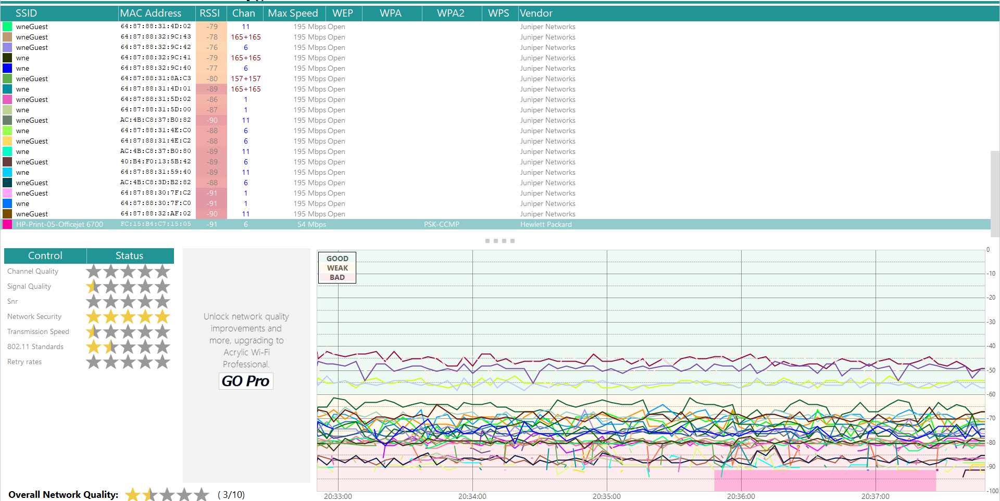 SSID MAC Address RSSI Chan Max Speed WEP WPA WPA2 WPS Vendor
wneGuest 64:87:88:31:4D:02 -79 11 195 Mbps Open Juniper Networks
wneGuest 64:87:88:32:9C:43 -78 165+165 195 Mbps Open Juniper Networks
wneGuest 64:87:88:32:9C:42 -76 6 195 Mbps Open Juniper Networks
wne 64:87:88:32:9C:41 -79 165+165 195 Mbps Open Juniper Networks
wne 64:87:88:32:9C:40 -77 6 195 Mbps Open Juniper Networks
wneGuest 64:87:88:31:8A:C3 -80 157+157 195 Mbps Open Juniper Networks
wne 64:87:88:31:4D:01 -89 165+165 195 Mbps Open Juniper Networks
wneGuest 64:87:88:31:5D:02 -86 1 195 Mbps Open Juniper Networks
wne 64:87:88:31:5D:00 -87 1 195 Mbps Open Juniper Networks
wneGuest AC:4B:C8:37:B0:82 -90 11 195 Mbps Open Juniper Networks
wne 64:87:88:31:4E:C0 -88 6 195 Mbps Open Juniper Networks
wneGuest 64:87:88:31:4E:C2 -88 6 195 Mbps Open Juniper Networks
wne AC:4B:C8:37:B0:80 -89 11 195 Mbps Open Juniper Networks
wneGuest 40:B4:F0:13:5B:42 -89 6 195 Mbps Open Juniper Networks
wne 64:87:88:31:59:40 -89 11 195 Mbps Open Juniper Networks
wneGuest AC:4B:C8:3D:B2:82 -88 6 195 Mbps Open Juniper Networks
wneGuest 64:87:88:30:7F:C2 -91 1 195 Mbps Open Juniper Networks
wne 64:87:88:30:7F:C0 -91 1 195 Mbps Open Juniper Networks
wneGuest 64:87:88:32:AF:02 -90 11 195 Mbps Open Juniper Networks
HP-Print-05-Officejet 6700 FC:15:B4:C7:15:05 -91 6 54 Mbps PSK-CCMP Hewlett Packard
Control Status
Channel Quality
Signal Quality
Snr
Network Security
Transmission Speed
802.11 Standards
Retry rates
Overall Network Quality: ( 3/10)
Unlock network quality
improvements and
more, upgrading to
Acrylic Wi-Fi
Professional.
GO Pro
GOOD
WEAK
BAD
0
-10
-20
-30
-40
-50
-60
-70
-80
-90
-100
20:33:00 20:34:00 20:35:00 20:36:00 20:37:00